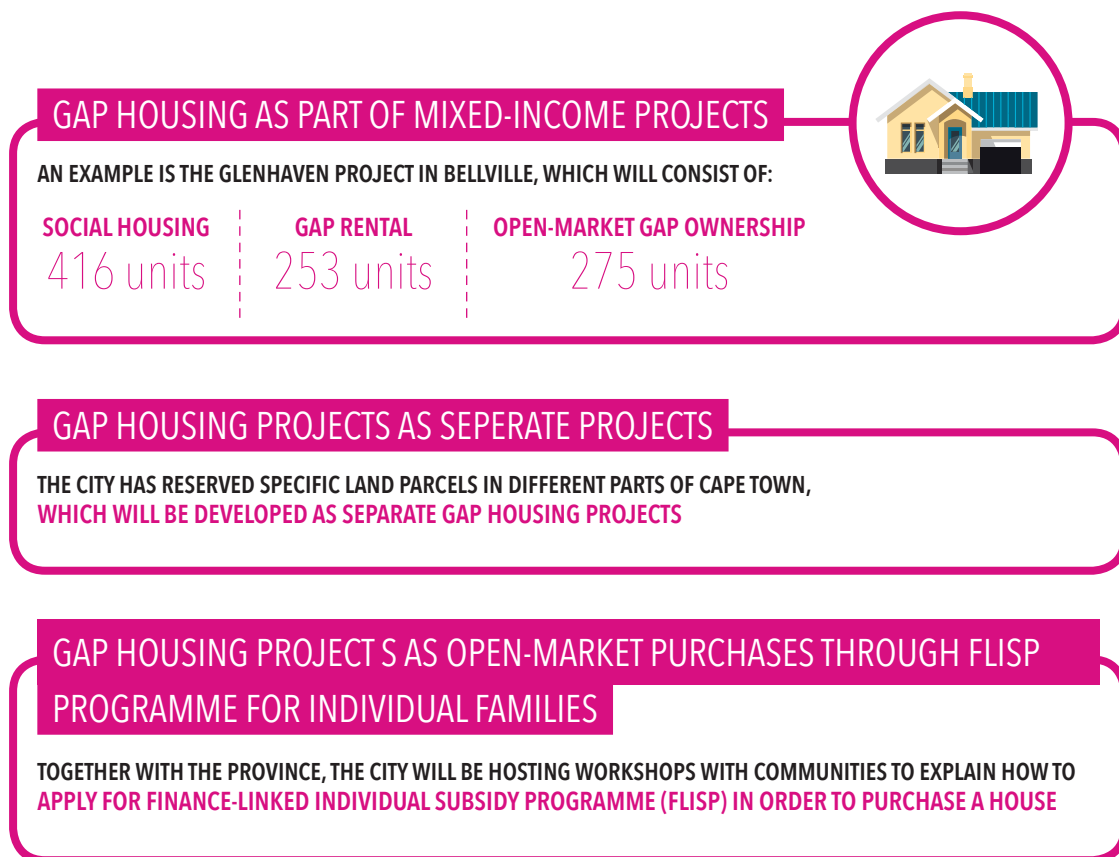 GAP HOUSING AS PART OF MIXED-INCOME PROJECTS
AN EXAMPLE IS THE GLENHAVEN PROJECT IN BELLVILLE, WHICH WILL CONSIST OF:
SOCIAL HOUSING
416 units
GAP RENTAL
253 units
OPEN-MARKET GAP OWNERSHIP
275 units
GAP HOUSING PROJECTS AS SEPERATE PROJECTS
THE CITY HAS RESERVED SPECIFIC LAND PARCELS IN DIFFERENT PARTS OF CAPE TOWN,
WHICH WILL BE DEVELOPED AS SEPARATE GAP HOUSING PROJECTS
GAP HOUSING PROJECT S AS OPEN-MARKET PURCHASES THROUGH FLISP
PROGRAMME FOR INDIVIDUAL FAMILIES
TOGETHER WITH THE PROVINCE, THE CITY WILL BE HOSTING WORKSHOPS WITH COMMUNITIES TO EXPLAIN HOW TO
APPLY FOR FINANCE-LINKED INDIVIDUAL SUBSIDY PROGRAMME (FLISP) IN ORDER TO PURCHASE A HOUSE